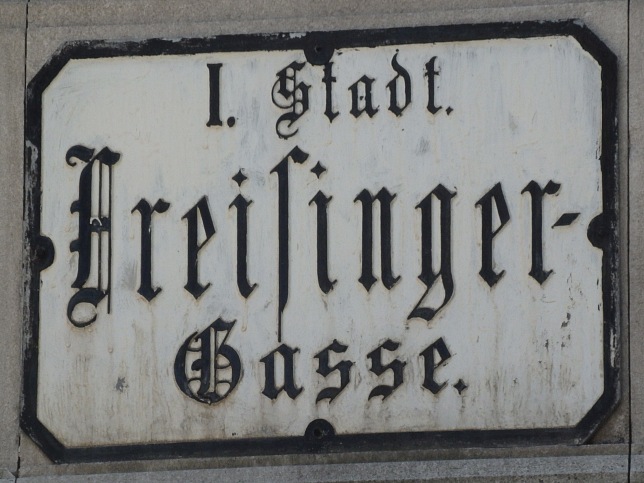 I. Stadt.
Freiſinger-
Gasse.